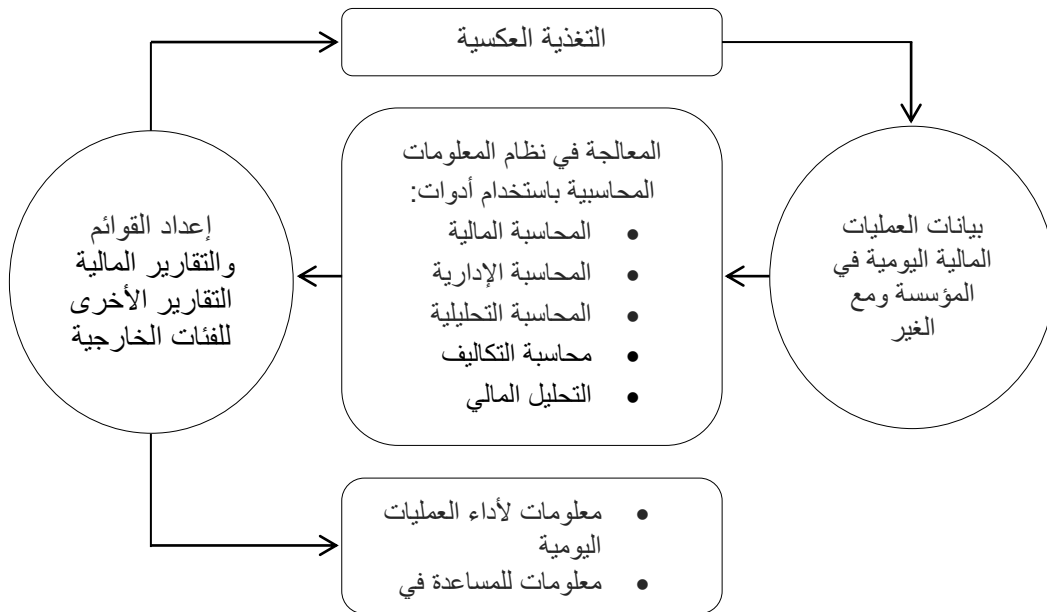 التغذية العكسية
بيانات العمليات
المالية اليومية في
المؤسسة ومع
الغير
المعالجة في نظام المعلومات
المحاسبية باستخدام أدوات:
• المحاسبة المالية
• المحاسبة الإدارية
• المحاسبة التحليلية
• محاسبة التكاليف
• التحليل المالي
إعداد القوائم
والتقارير المالية
التقارير الأخرى
للفئات الخارجية
• معلومات لأداء العمليات
اليومية
• معلومات للمساعدة في